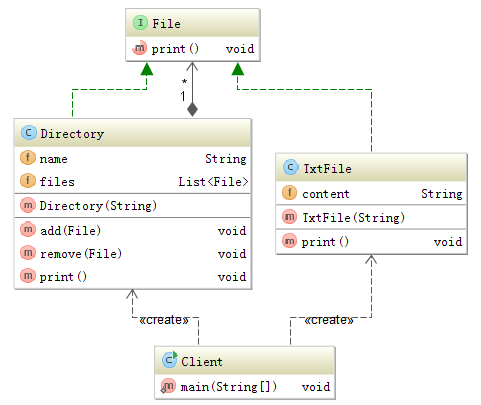 I File
m print() void
*
1
C Directory
f name String
f files List<File>
m Directory(String)
m add(File) void
m remove(File) void
m print() void
C TxtFile
f content String
m TxtFile(String)
m print() void
«create»
«create»
C Client
m main(String[]) void